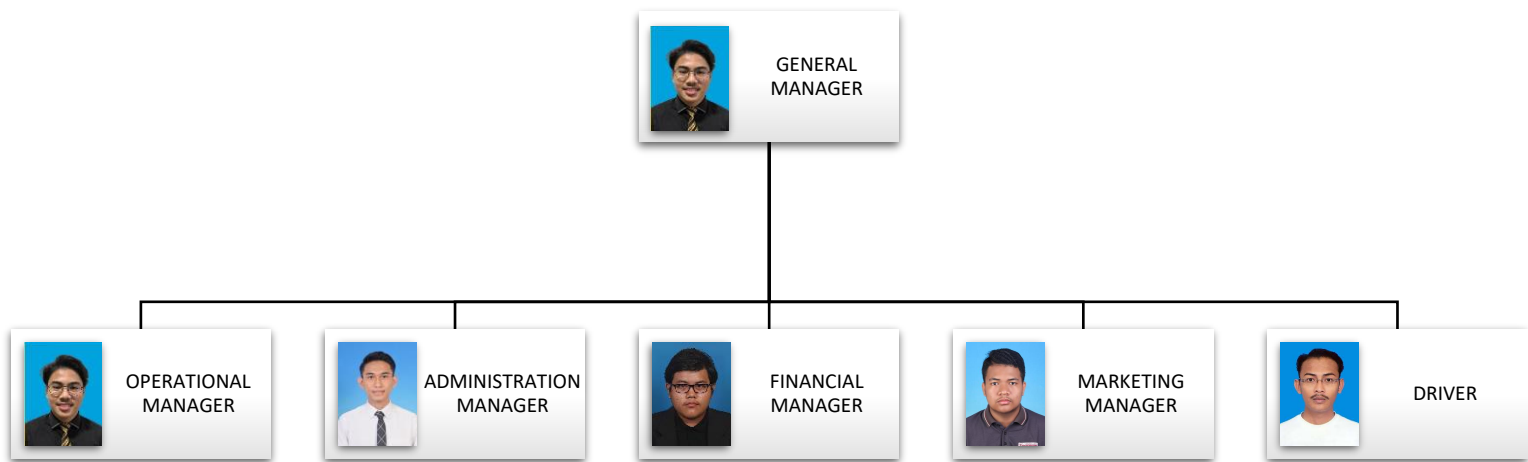 GENERAL
MANAGER
OPERATIONAL
MANAGER
ADMINISTRATION
MANAGER
FINANCIAL
MANAGER
MARKETING
MANAGER
DRIVER